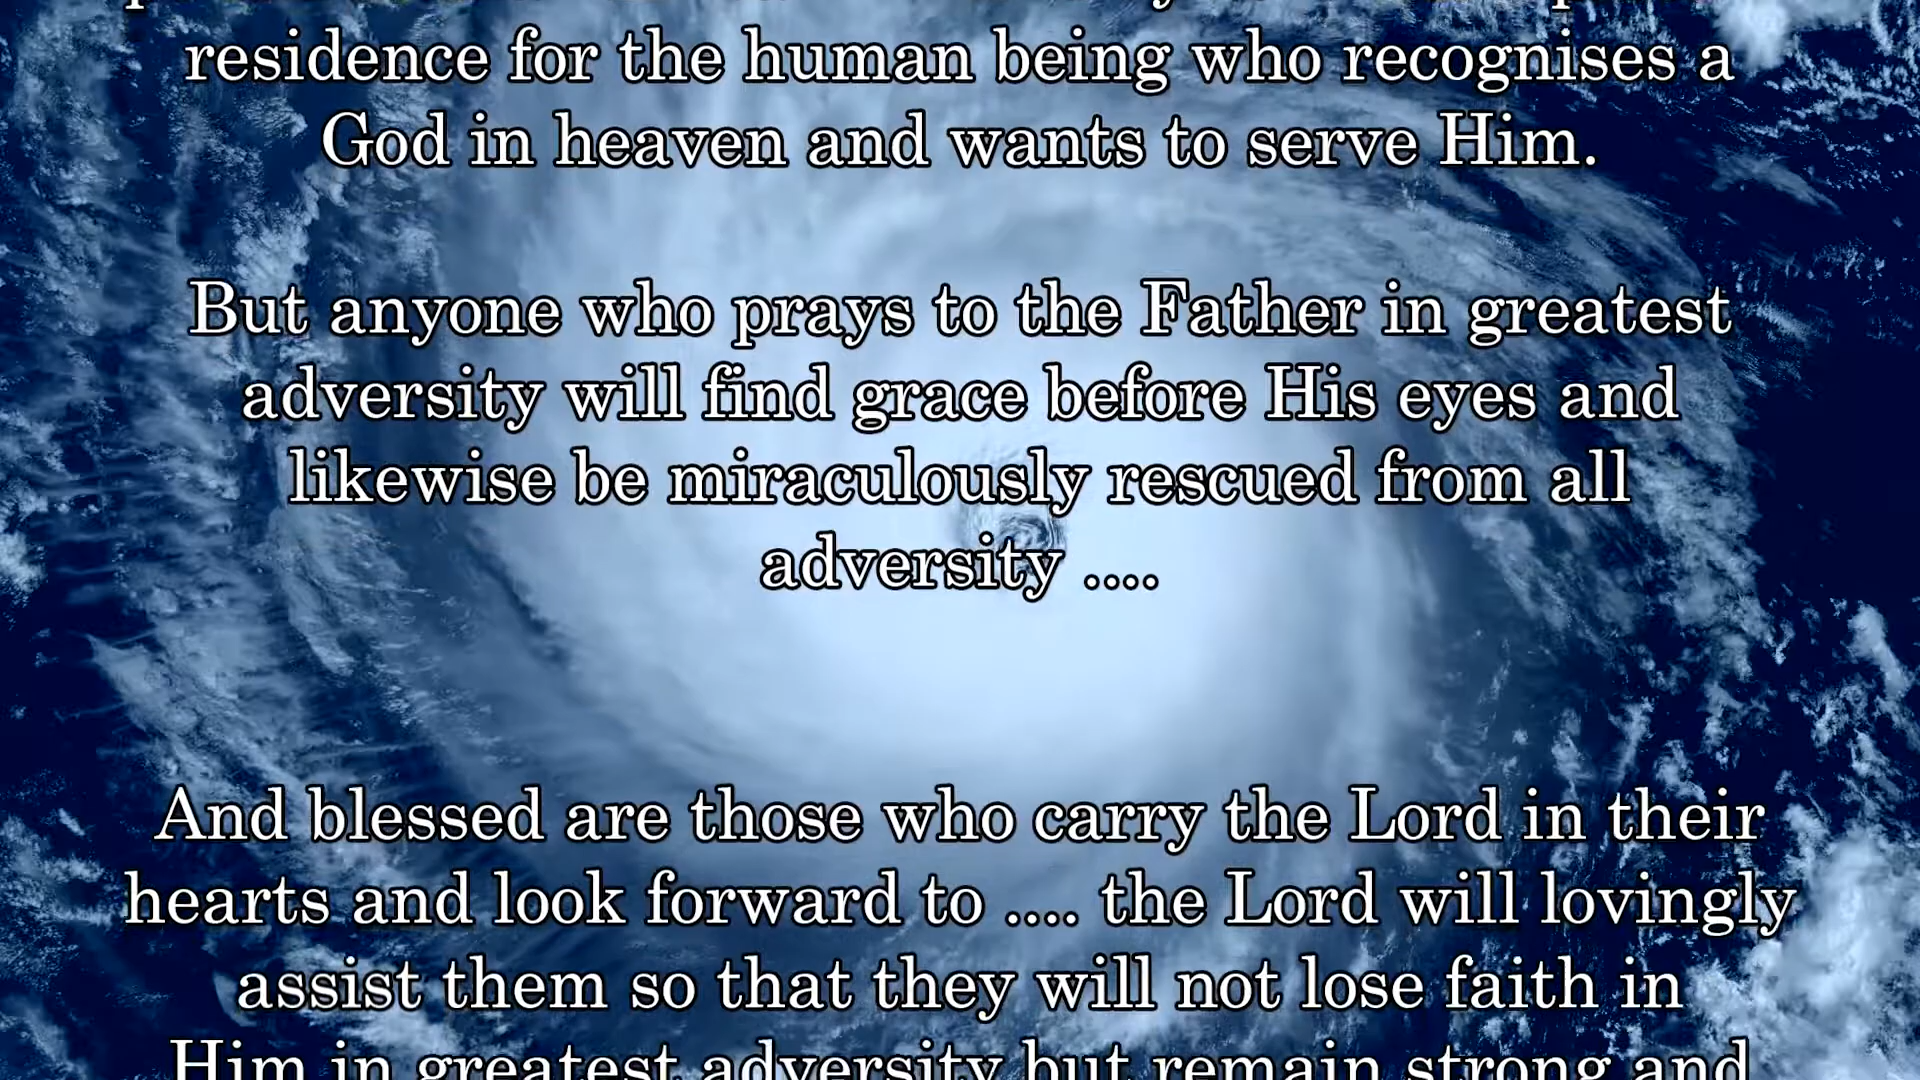 residence for the human being who recognises a
God in heaven and wants to serve Him.
But anyone who prays to the Father in greatest
adversity will find grace before His eyes and
likewise be miraculously rescued from all
adversity ....
And blessed are those who carry the Lord in their
hearts and look forward to .... the Lord will lovingly
assist them so that they will not lose faith in
Him in greatest adversity but remain strong and